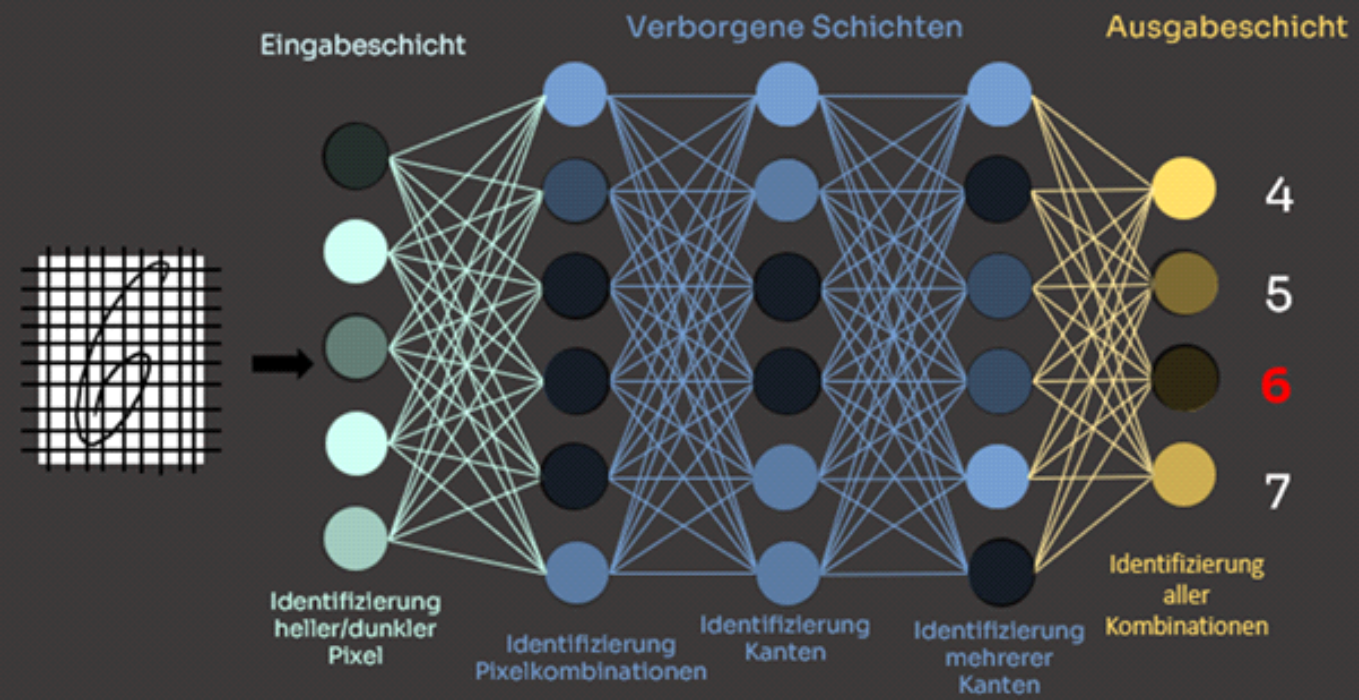 Eingabeschicht
Verborgene Schichten
Ausgabeschicht
4
5
6
7
Identifizierung
heller/dunkler
Pixel
Identifizierung
Pixelkombinationen
Identifizierung
Kanten
Identifizierung
mehrerer
Kanten
Identifizierung
aller
Kombinationen